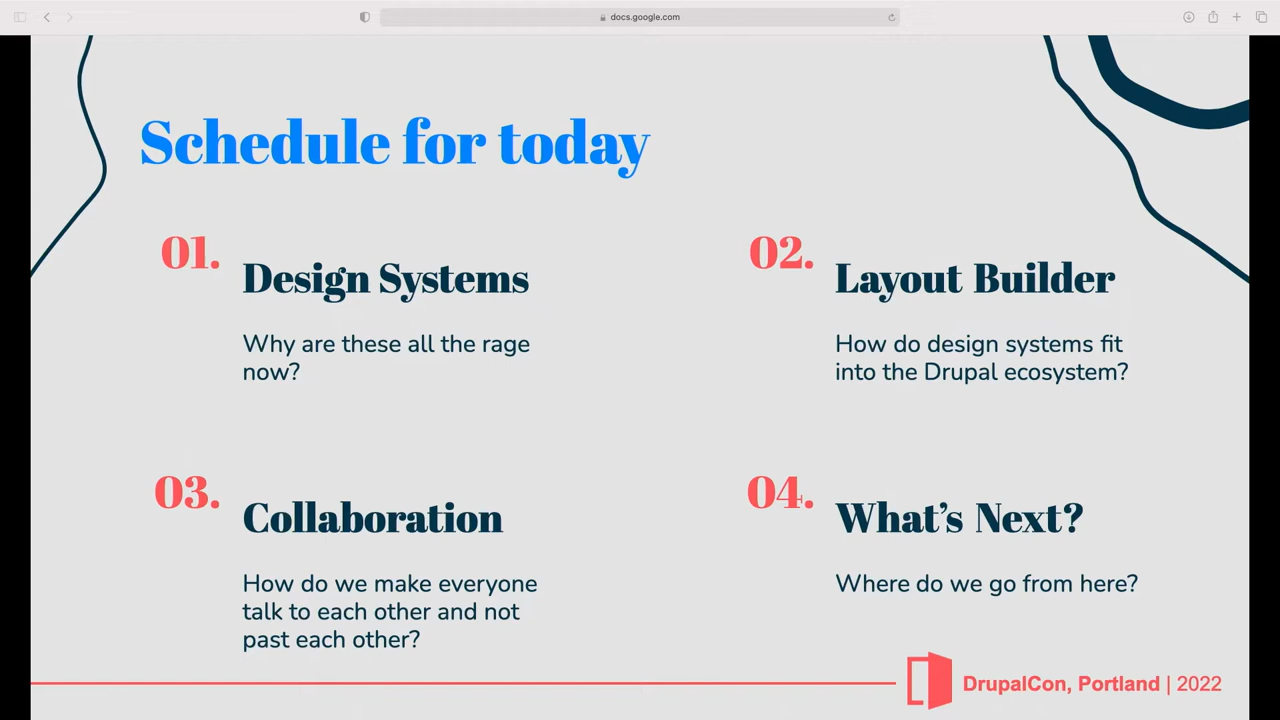 docs.google.com
Schedule for today
01.
Design Systems
Why are these all the rage
now?
02.
Layout Builder
How do design systems fit
into the Drupal ecosystem?
03.
Collaboration
How do we make everyone
talk to each other and not
past each other?
04.
What's Next?
Where do we go from here?
DrupalCon, Portland | 2022